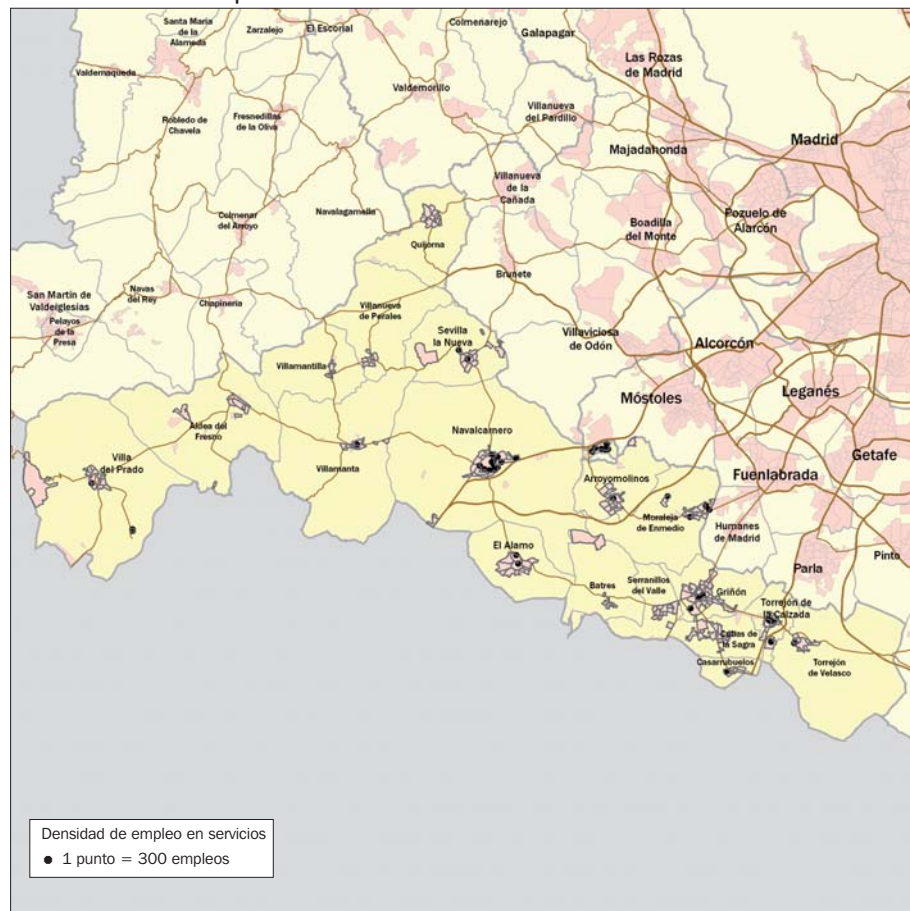 Santa María
de la
Alameda
Zarzalejo
El Escorial
Colmenarejo
Galapagar
Las Rozas
de Madrid
Valdemaqueda
Valdemorillo
Robledo de
Chavela
Fresnedillas
de la Oliva
Villanueva
del Pardillo
Madrid
Majadahonda
Villanueva
de la
Cañada
Navalagamella
Colmenar
del Arroyo
Quijorna
Boadilla
del Monte
Pozuelo de
Alarcón
Brunete
San Martín de
Valdeiglesias
Pelayos
de la
Presa
Navas
del Rey
Chapinería
Villanueva
de Perales
Sevilla
la Nueva
Villaviciosa
de Odón
Alcorcón
Villamantilla
Móstoles
Leganés
Aldea del
Fresno
Navalcarnero
Villa
del Prado
Villamanta
Arroyomolinos
Fuenlabrada
Getafe
Moraleja
de Enmedio
Humanes
de Madrid
El Alamo
Pinto
Parla
Batres
Serranillos
del Valle
Griñón
Torrejón de
la Calzada
Cubas de
la Sagra
Casarrubuelos
Torrejón
de Velasco
Densidad de empleo en servicios
1 punto = 300 empleos